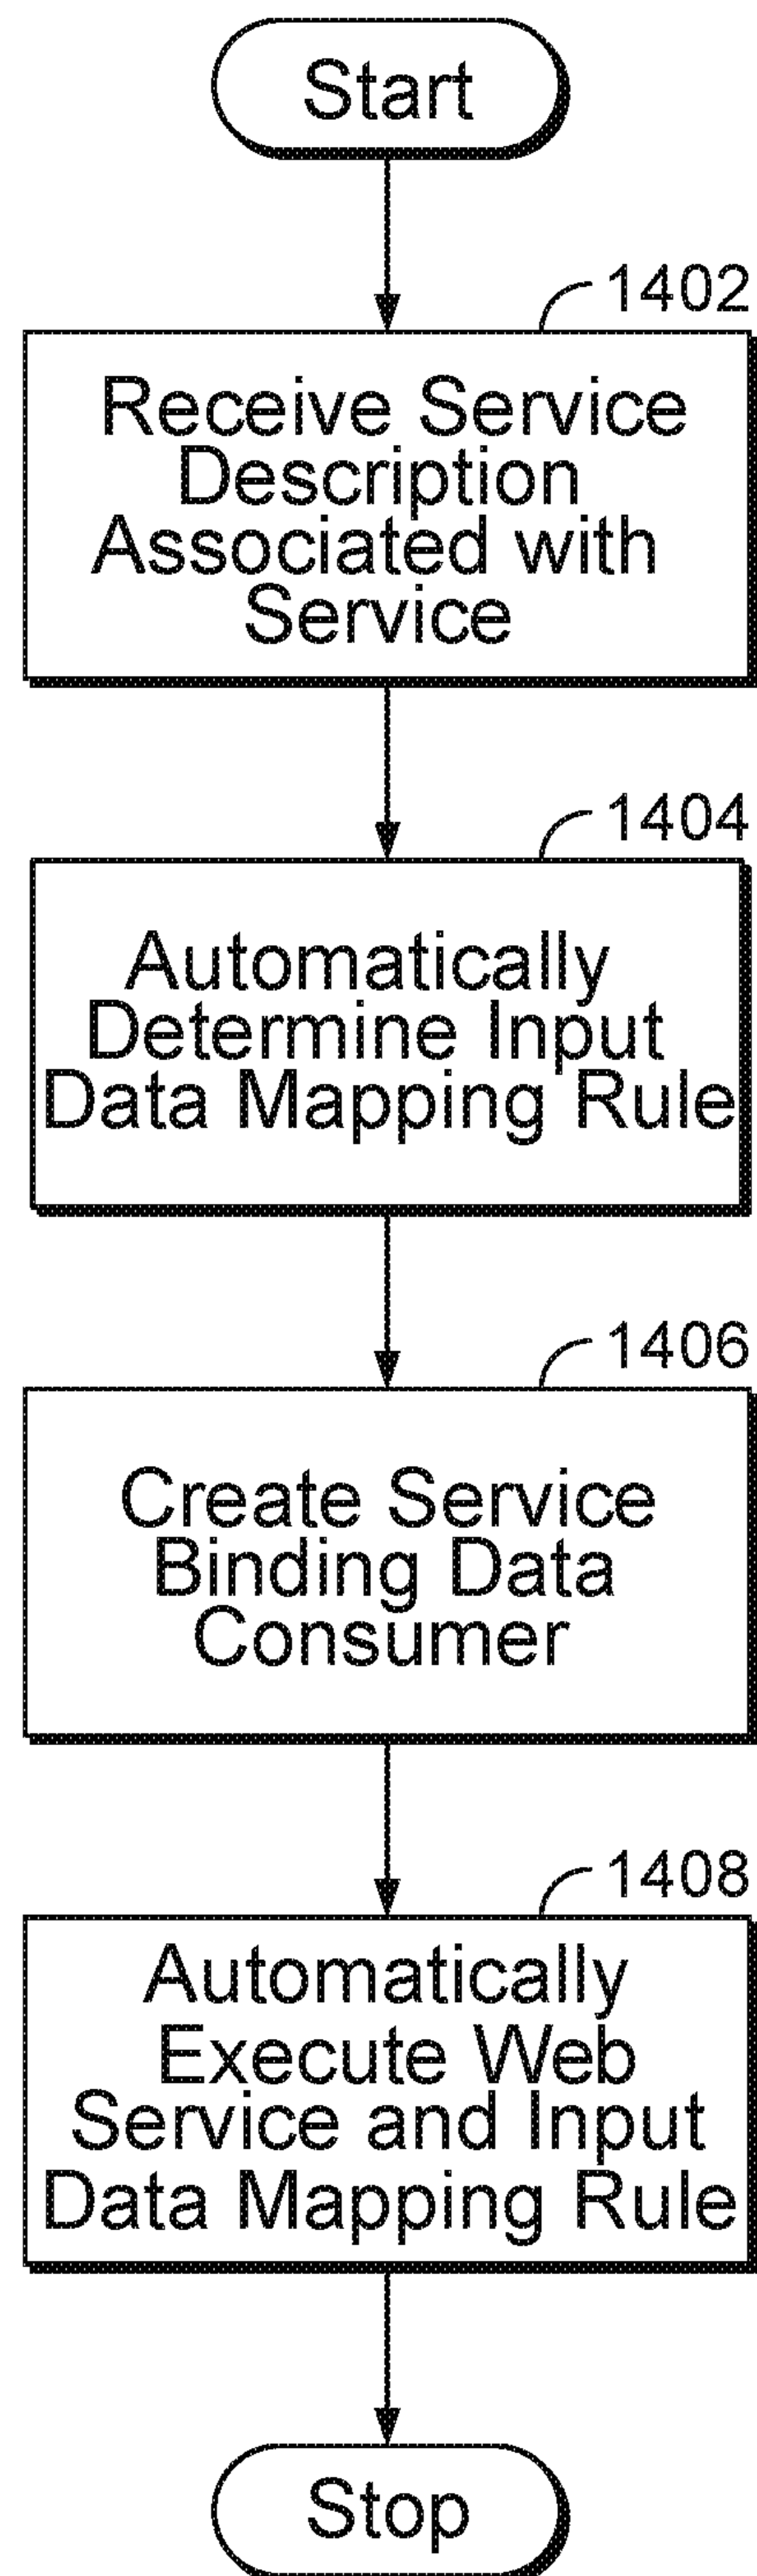 Start
1402
Receive Service
Description
Associated with
Service
1404
Automatically
Determine Input
Data Mapping Rule
1406
Create Service
Binding Data
Consumer
1408
Automatically
Execute Web
Service and Input
Data Mapping Rule
Stop